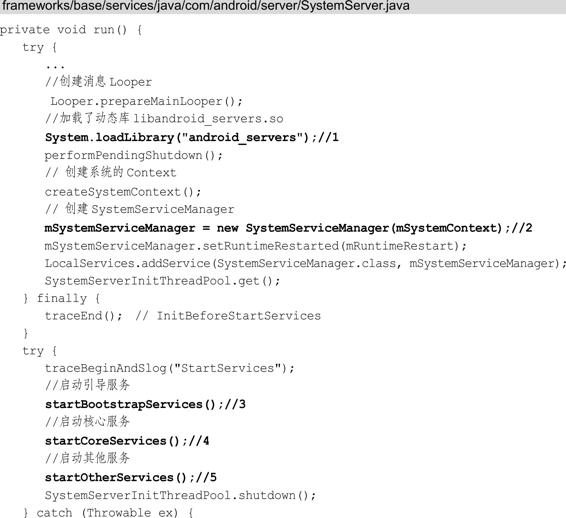 frameworks/base/services/java/com/android/server/SystemServer.java
private void run() {
try {
...
//创建消息 Looper
Looper.prepareMainLooper();
//加载了动态库 libandroid_servers.so
System.loadLibrary("android_servers");//1
performPendingShutdown();
// 创建系统的 Context
createSystemContext();
// 创建 SystemServiceManager
mSystemServiceManager = new SystemServiceManager(mSystemContext);//2
mSystemServiceManager.setRuntimeRestarted(mRuntimeRestart);
LocalServices.addService(SystemServiceManager.class, mSystemServiceManager);
SystemServerInitThreadPool.get();
} finally {
traceEnd(); // InitBeforeStartServices
}
try {
traceBeginAndSlog("StartServices");
//启动引导服务
startBootstrapServices();//3
//启动核心服务
startCoreServices();//4
//启动其他服务
startOtherServices();//5
SystemServerInitThreadPool.shutdown();
} catch (Throwable ex) {